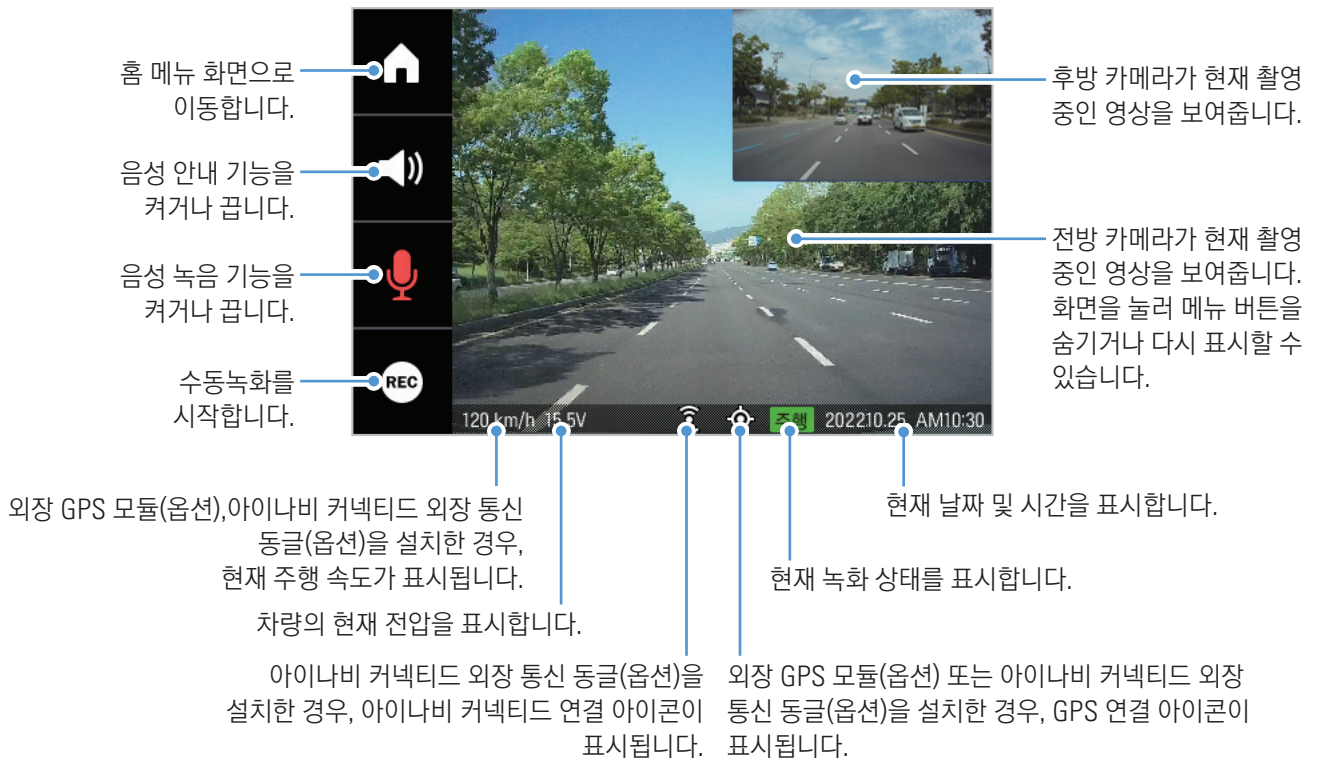 홈 메뉴 화면으로
이동합니다.
음성 안내 기능을
켜거나 끕니다.
음성 녹음 기능을
켜거나 끕니다.
수동녹화를
시작합니다.
REC
후방 카메라가 현재 촬영
중인 영상을 보여줍니다.
전방 카메라가 현재 촬영
중인 영상을 보여줍니다.
화면을 눌러 메뉴 버튼을
숨기거나 다시 표시할 수
있습니다.
120 km/h 15.5V 주행 2022.10.25 AM10:30
외장 GPS 모듈(옵션),아이나비 커넥티드 외장 통신
동글(옵션)을 설치한 경우,
현재 주행 속도가 표시됩니다.
차량의 현재 전압을 표시합니다.
아이나비 커넥티드 외장 통신 동글(옵션)을
설치한 경우, 아이나비 커넥티드 연결 아이콘이
표시됩니다.
외장 GPS 모듈(옵션) 또는 아이나비 커넥티드 외장
통신 동글(옵션)을 설치한 경우, GPS 연결 아이콘이
표시됩니다.
현재 녹화 상태를 표시합니다.
현재 날짜 및 시간을 표시합니다.